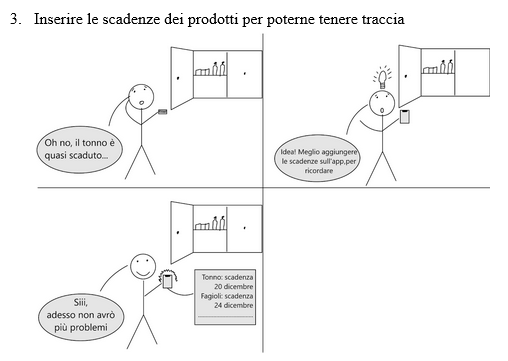 3. Inserire le scadenze dei prodotti per poterne tenere traccia
Oh no, il tonno è
quasi scaduto...
Idea! Meglio aggiungere
le scadenze sull'app,per
ricordare
Siii,
adesso non avrò
più problemi
Tonno: scadenza
20 dicembre
Fagioli: scadenza
24 dicembre